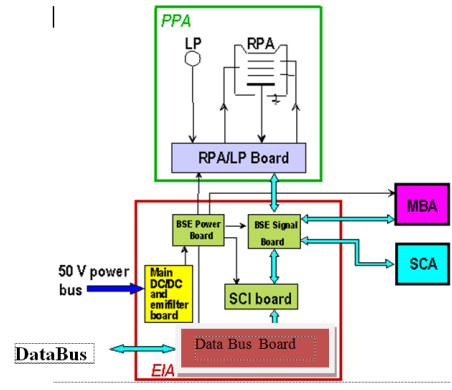 PPA
LP
RPA
RPA/LP Board
MBA
BSE Power
Board
BSE Signal
Board
SCA
50 V power
bus
Main
DC/DC
and
emifilter
board
SCI board
Data Bus Board
DataBus
EIA